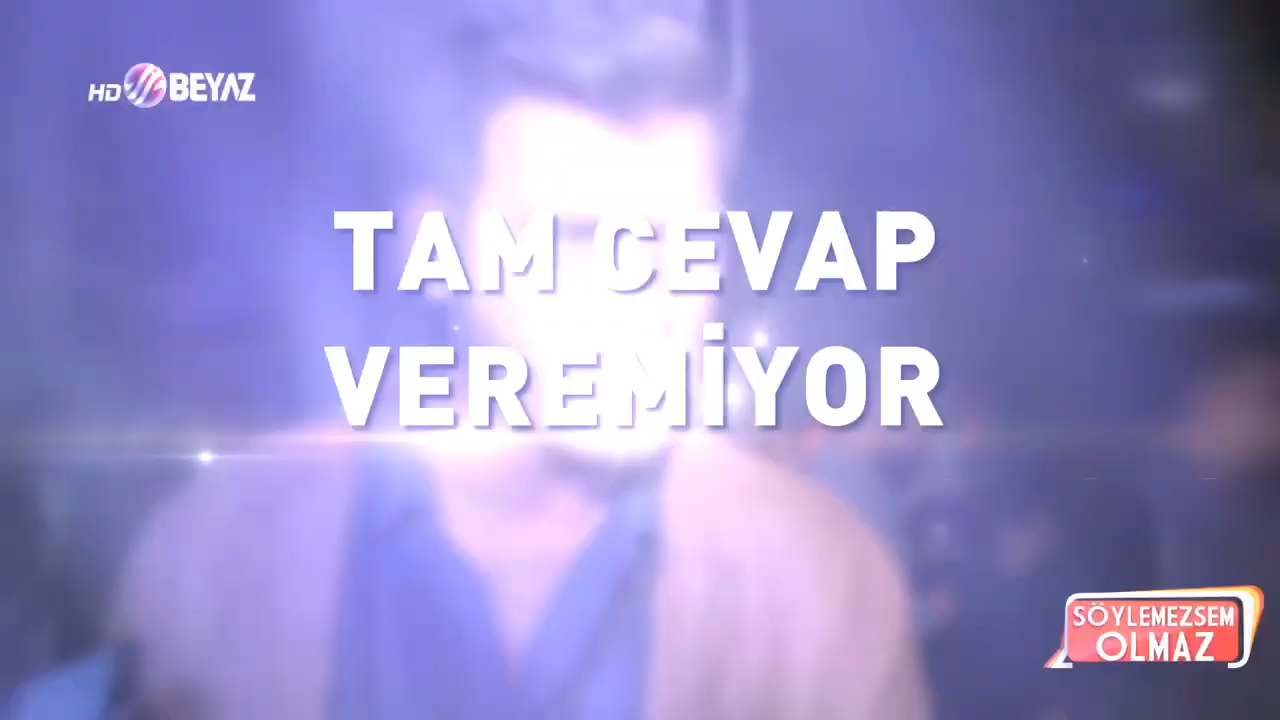 HD BEYAZ
TAM CEVAP
VEREMİYOR
SÖYLEMEZSEM
OLMAZ